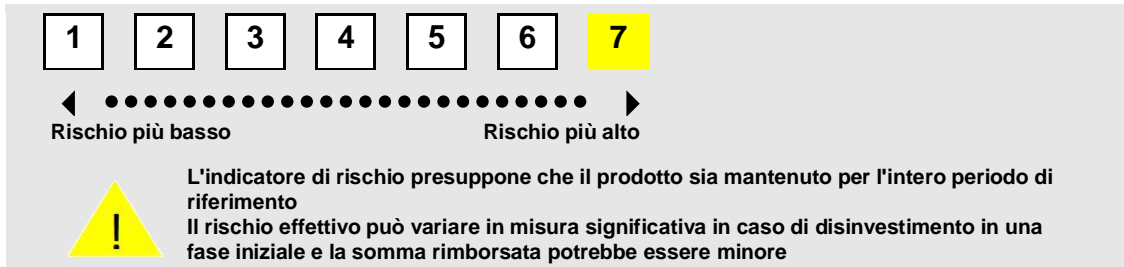 1 2 3 4 5 6 7
Rischio più basso Rischio più alto
L'indicatore di rischio presuppone che il prodotto sia mantenuto per l'intero periodo di
riferimento
Il rischio effettivo può variare in misura significativa in caso di disinvestimento in una
! fase iniziale e la somma rimborsata potrebbe essere minore